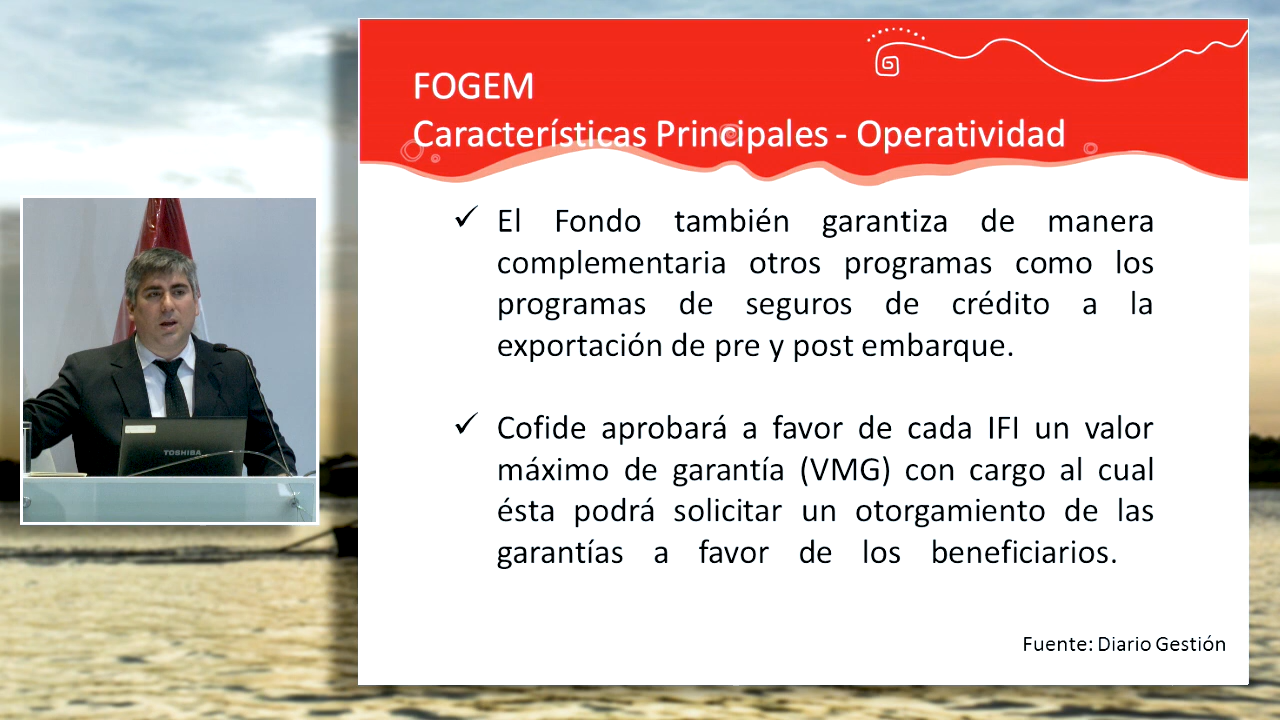 FOGEM
Características Principales - Operatividad
✓ El Fondo también garantiza de manera
complementaria otros programas como los
programas de seguros de crédito a la
exportación de pre y post embarque.
✓ Cofide aprobará a favor de cada IFI un valor
máximo de garantía (VMG) con cargo al cual
ésta podrá solicitar un otorgamiento de las
garantías a favor de los beneficiarios.
Fuente: Diario Gestión
TOSHIBA